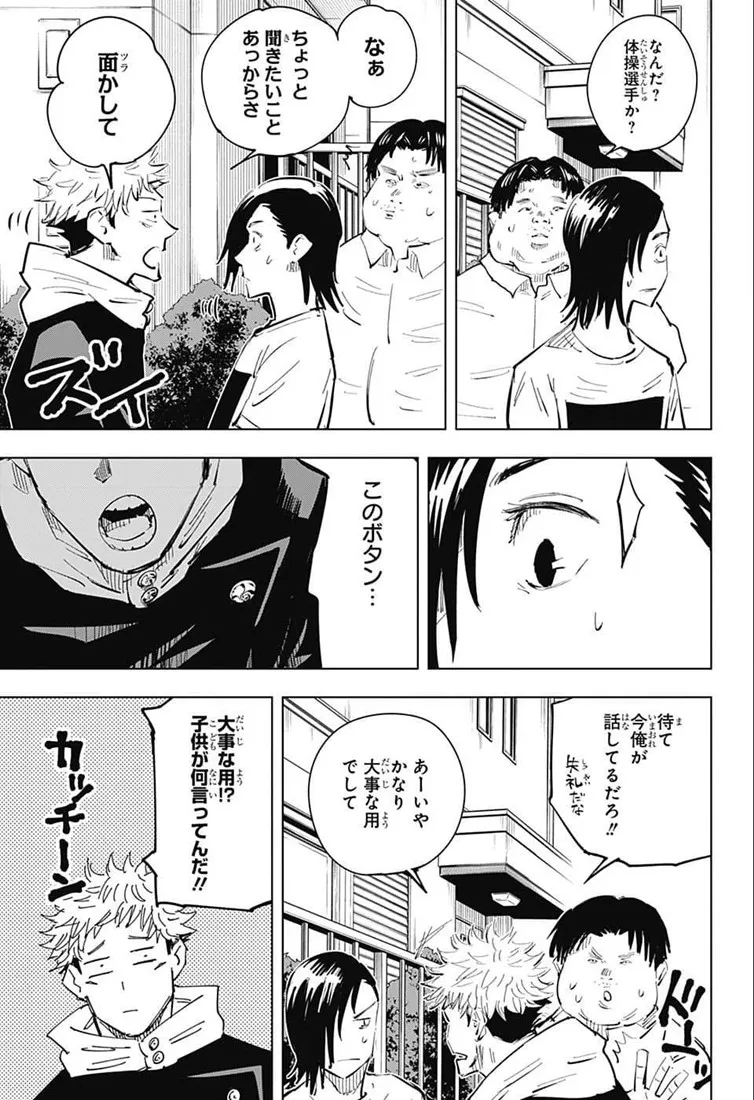 なんだ?
体操選手か?
なぁ
ちょっと
聞きたいこと
あっからさ
面かして
ズイ
このボタン…
待て
今俺が
話してるだろ!!
失礼だな
あーいや
かなり
大事な用
でして
ズズイ
大事な用!?
子供が何言ってんだ!!
カッチーン